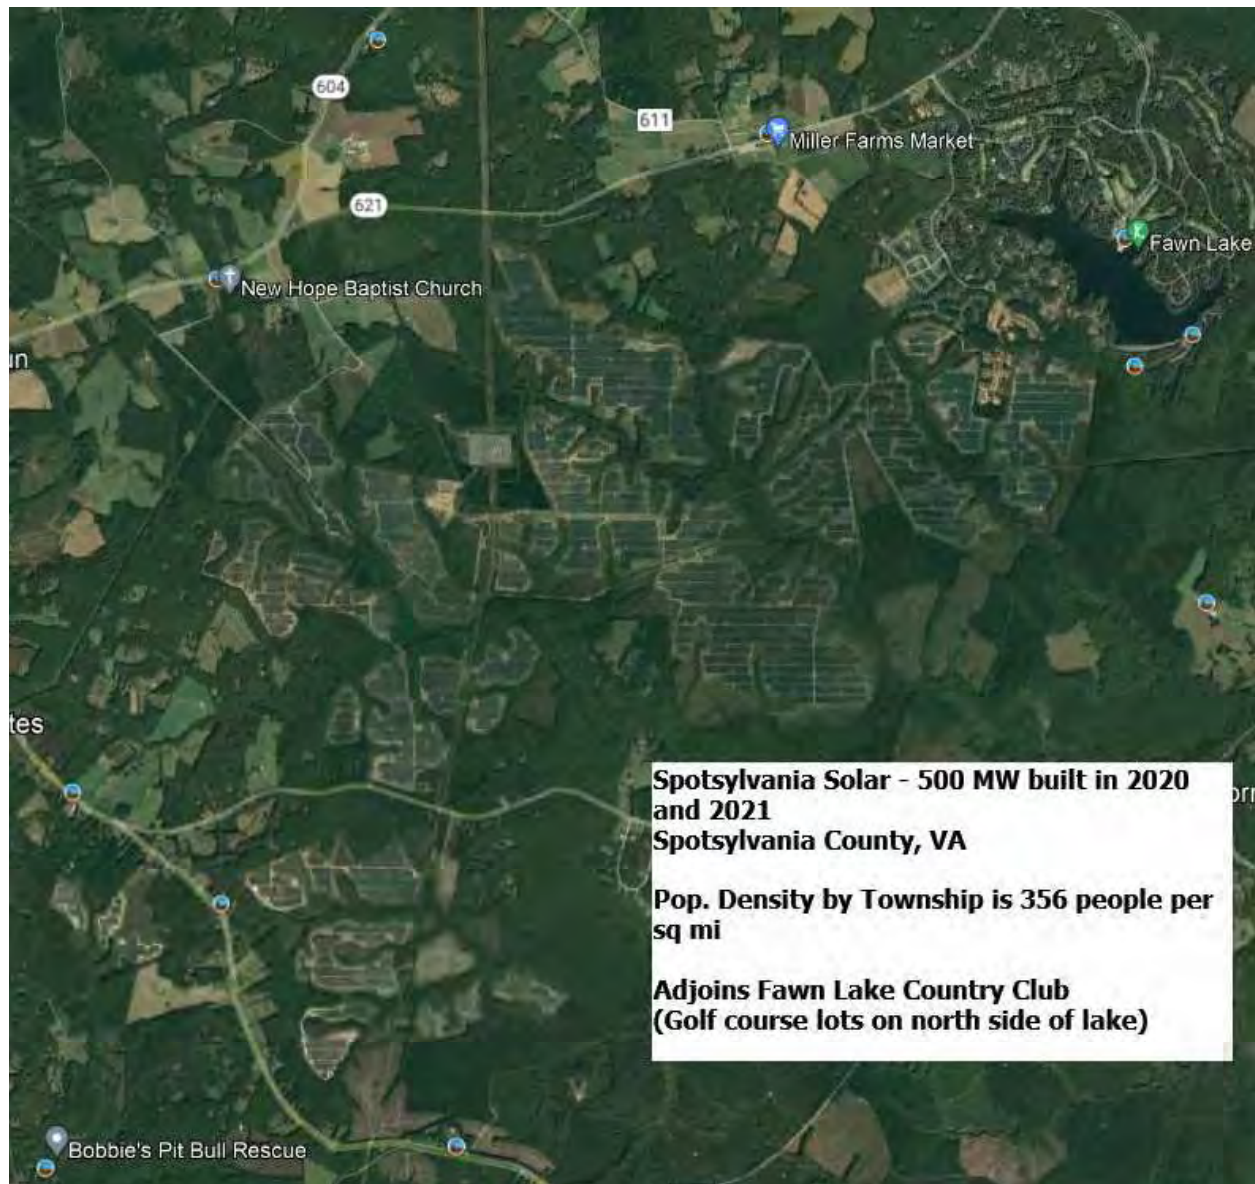 604
611
Miller Farms Market
621
Fawn Lake
New Hope Baptist Church
un
tes
Spotsylvania Solar - 500 MW built in 2020
and 2021
Spotsylvania County, VA
Pop. Density by Township is 356 people per
sq mi
Adjoins Fawn Lake Country Club
(Golf course lots on north side of lake)
orr
Bobbie's Pit Bull Rescue